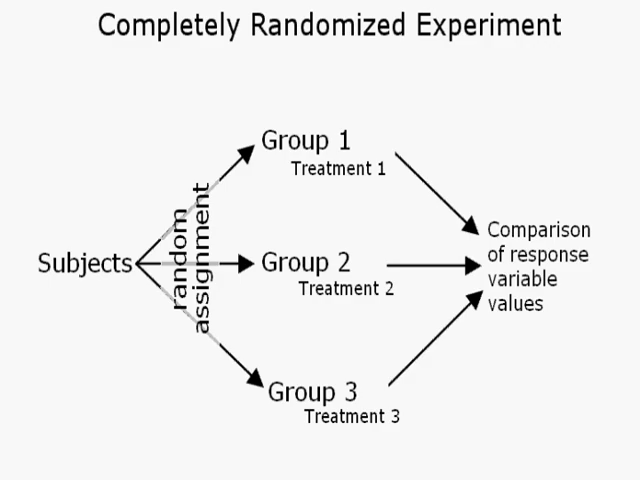 Completely Randomized Experiment
Subjects
random
assignment
Group 1
Treatment 1
Group 2
Treatment 2
Group 3
Treatment 3
Comparison
of response
variable
values